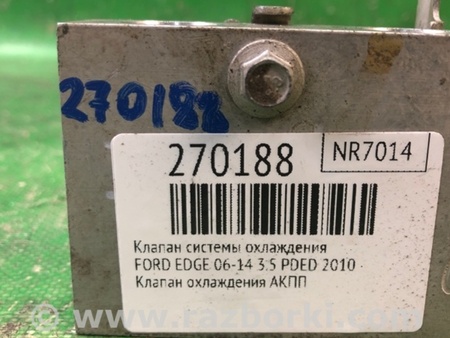 270188
270188
NR7014
Клапан системы охлаждения
FORD EDGE 06-14 3.5 PDED 2010
Клапан охлаждения АКПП
www.razborki.com